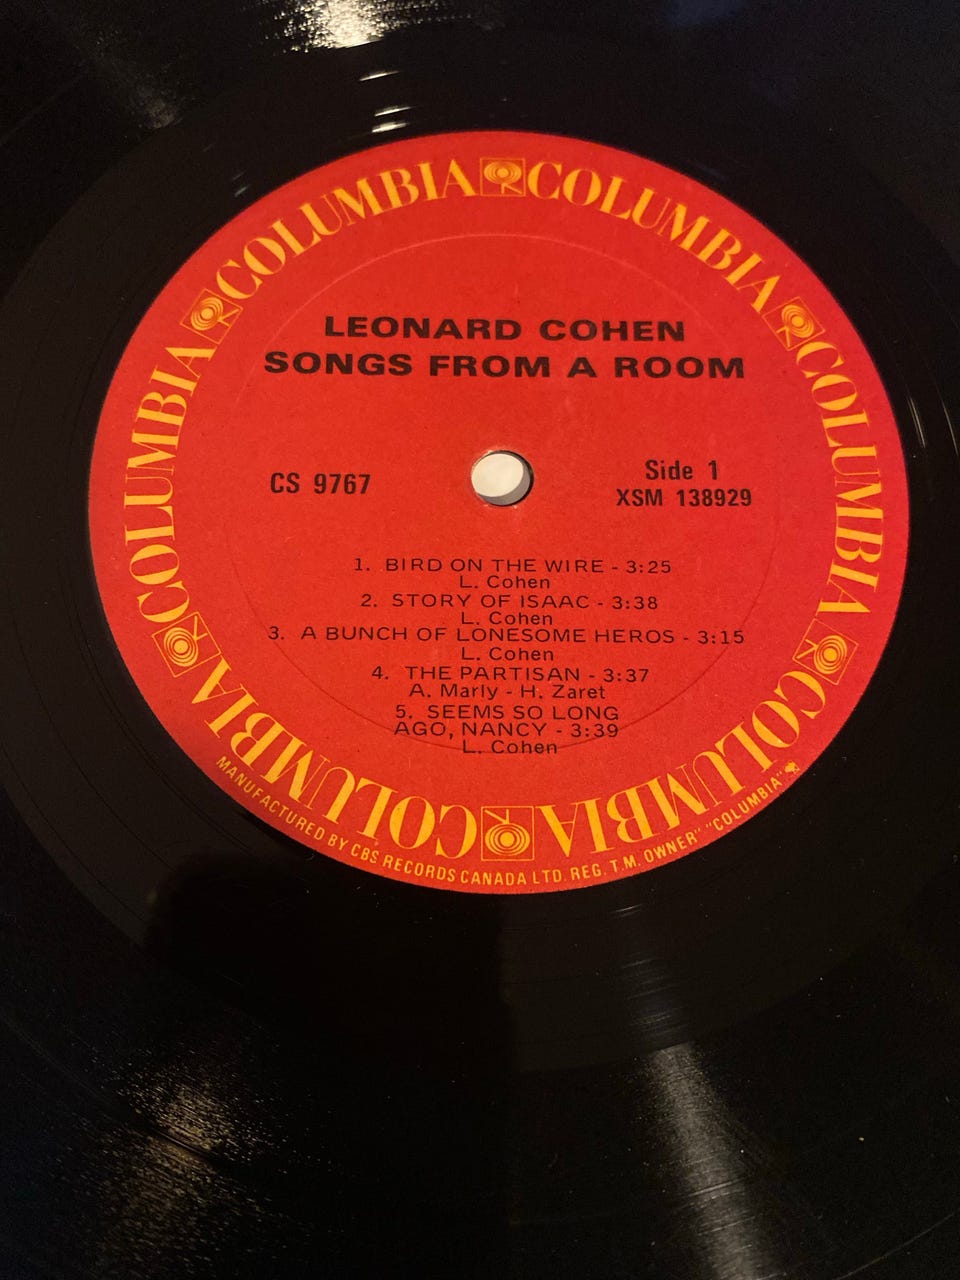 COLUMBIA COLUMBIA COLUMBIA COLUMBIA COLUMBIA COLUMBIA
LEONARD COHEN
SONGS FROM A ROOM
CS 9767
Side 1
XSM 138929
1. BIRD ON THE WIRE - 3:25
L. Cohen
2. STORY OF ISAAC - 3:38
L. Cohen
3. A BUNCH OF LONESOME HEROS - 3:15
L. Cohen
4. THE PARTISAN - 3:37
A. Marly - H. Zaret
5. SEEMS SO LONG
AGO, NANCY - 3:39
L. Cohen
MANUFACTURED BY CBS RECORDS CANADA LTD. REG. T.M. OWNER" "COLUMBIA"